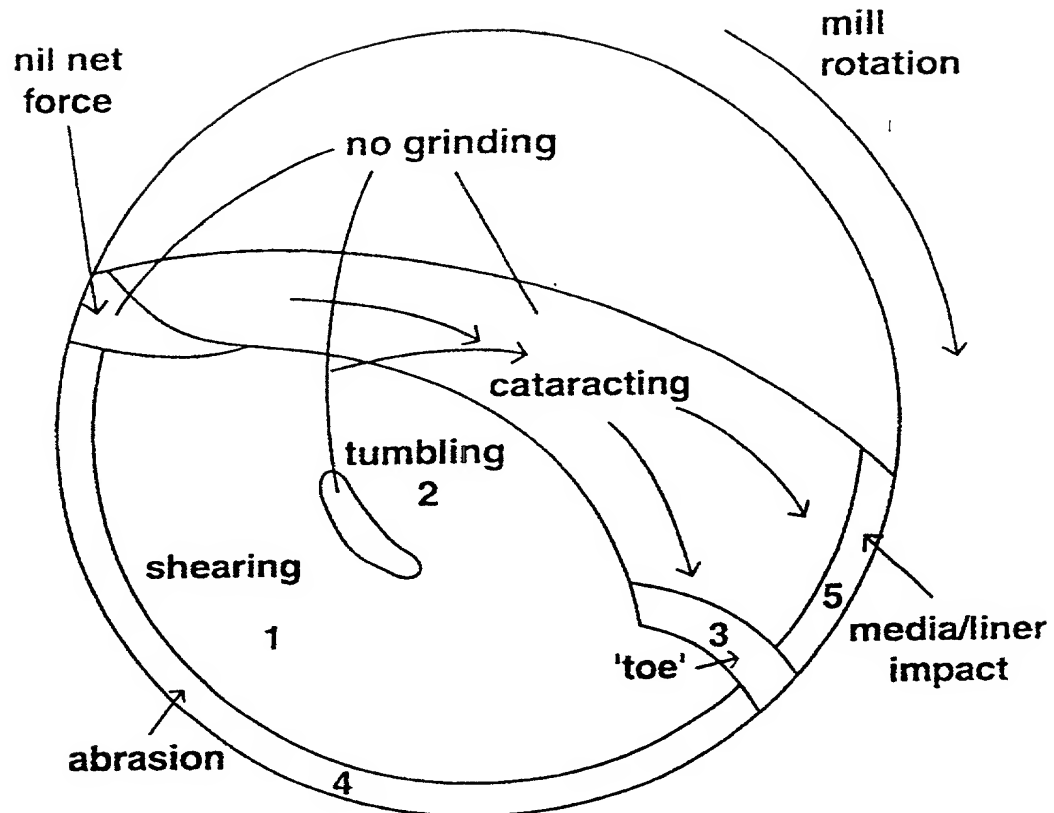 mill
rotation
nil net
force
no grinding
cataracting
tumbling
2
shearing
1
3
5
'toe'
media/liner
impact
abrasion
4